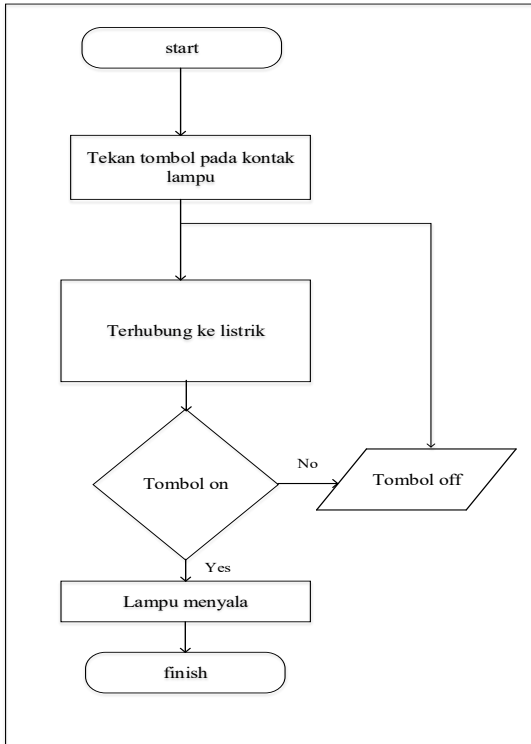 start
Tekan tombol pada kontak
lampu
Terhubung ke listrik
Tombol on
No
Tombol off
Yes
Lampu menyala
finish